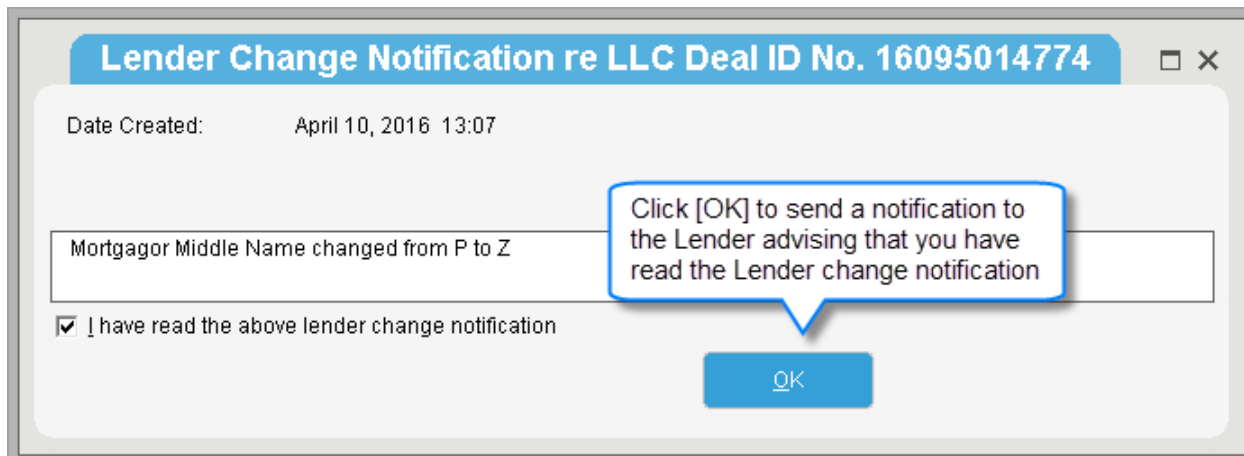 Lender Change Notification re LLC Deal ID No. 16095014774
Date Created: April 10, 2016 13:07
Click [OK] to send a notification to
the Lender advising that you have
read the Lender change notification
Mortgagor Middle Name changed from P to Z
I have read the above lender change notification
OK